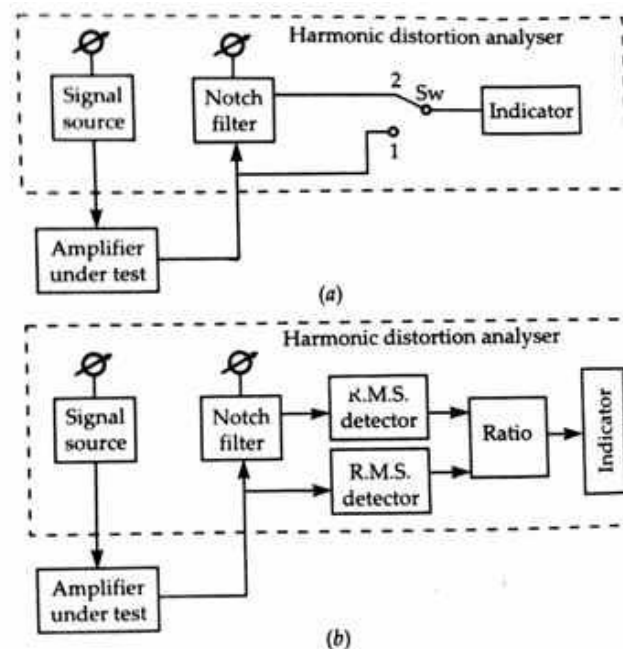 Harmonic distortion analyser
Signal
source
Notch
filter
2
Sw
1
Indicator
Amplifier
under test
(a)
Harmonic distortion analyser
Signal
source
Notch
filter
R.M.S.
detector
R.M.S.
detector
Ratio
Indicator
Amplifier
under test
(b)